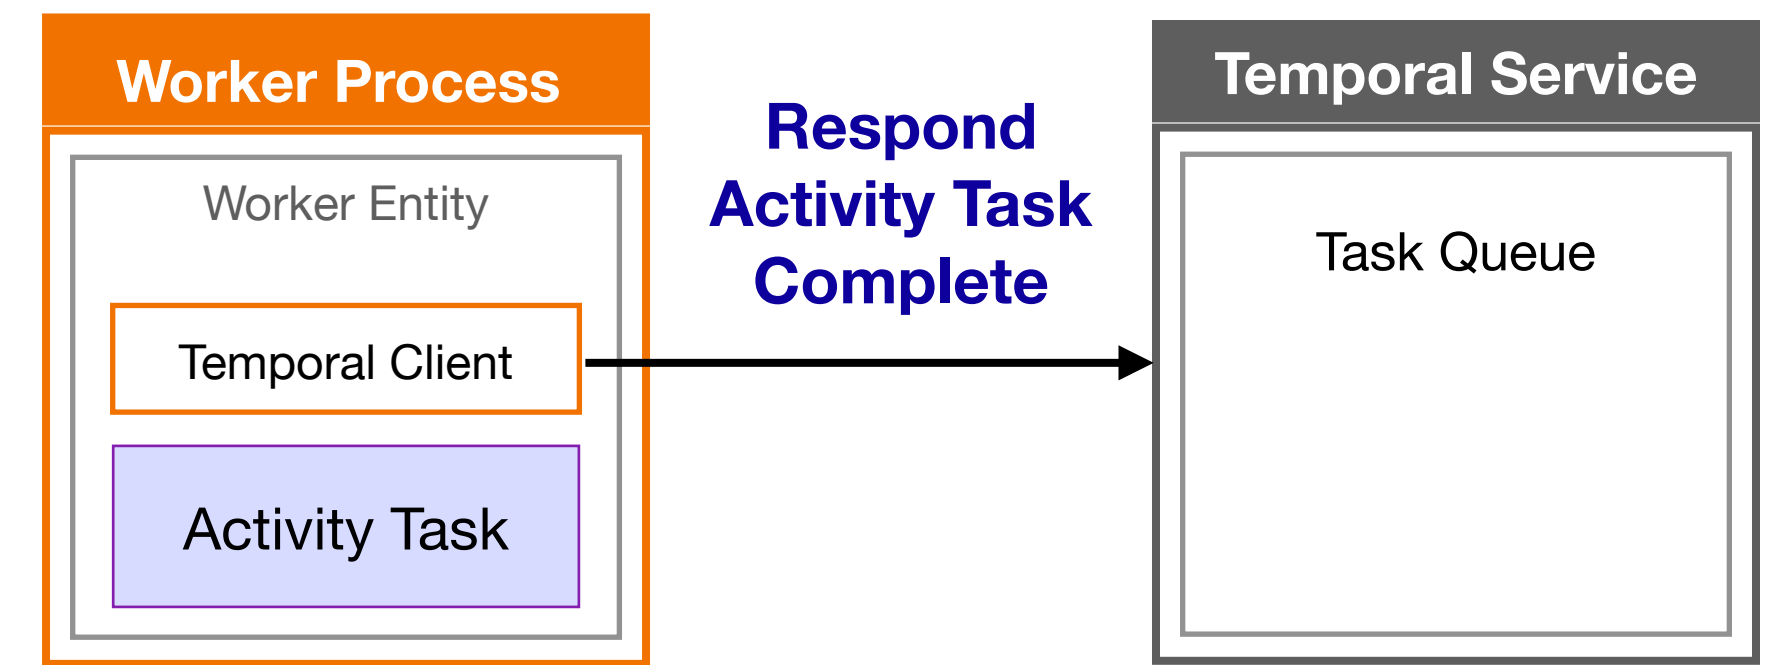 Worker Process
Worker Entity
Temporal Client
Activity Task
Respond
Activity Task
Complete
Temporal Service
Task Queue